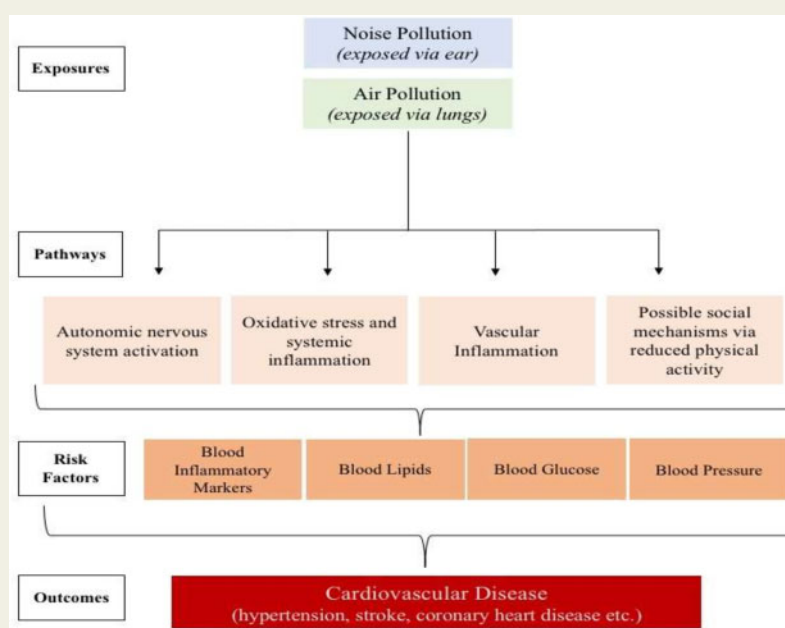 Exposures
Noise Pollution
(exposed via ear)
Air Pollution
(exposed via lungs)
Pathways
Autonomic nervous
system activation
Oxidative stress and
systemic
inflammation
Vascular
Inflammation
Possible social
mechanisms via
reduced physical
activity
Risk
Factors
Blood
Inflammatory
Markers
Blood Lipids
Blood Glucose
Blood Pressure
Outcomes
Cardiovascular Disease
(hypertension, stroke, coronary heart disease etc.)